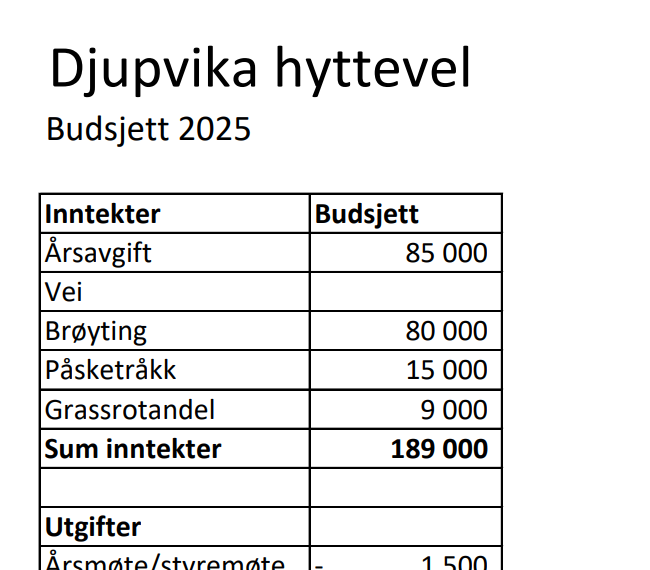 Djupvika hyttevel
Budsjett 2025
Inntekter Budsjett
Årsavgift 85 000
Vei
Brøyting 80 000
Påsketråkk 15 000
Grassrotandel 9 000
Sum inntekter 189 000
Utgifter
Årsmøte/styremøte - 1 500